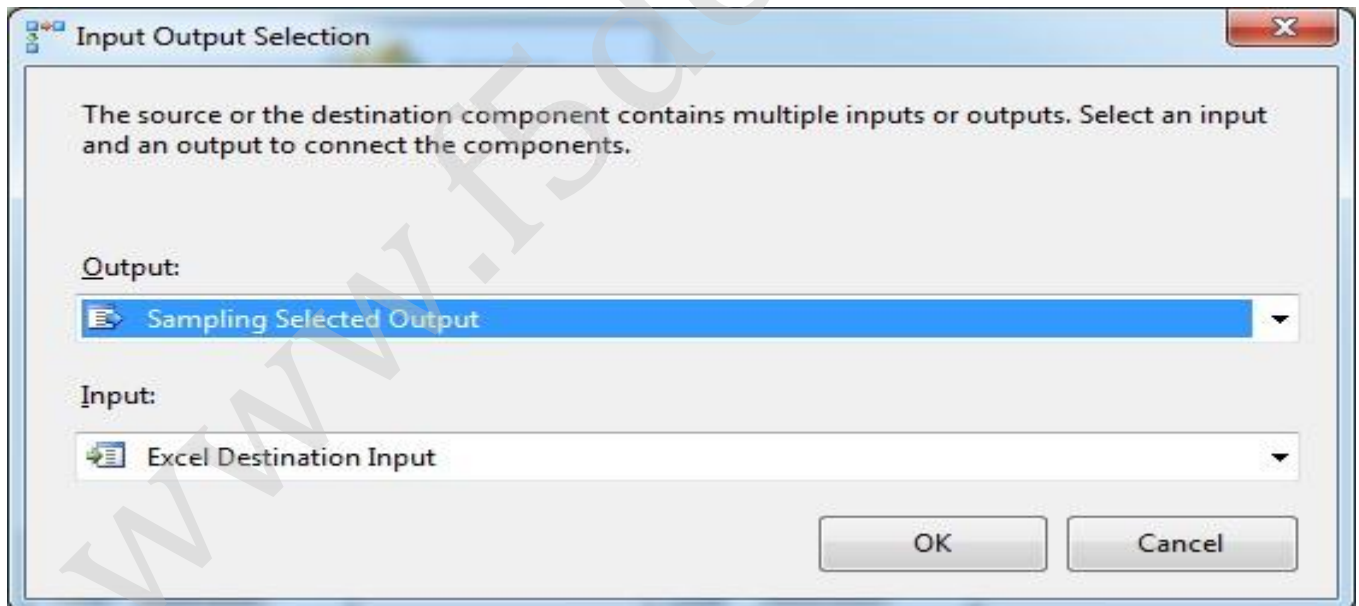 Input Output Selection
The source or the destination component contains multiple inputs or outputs. Select an input
and an output to connect the components.
Output:
Sampling Selected Output
Input:
Excel Destination Input
OK
Cancel